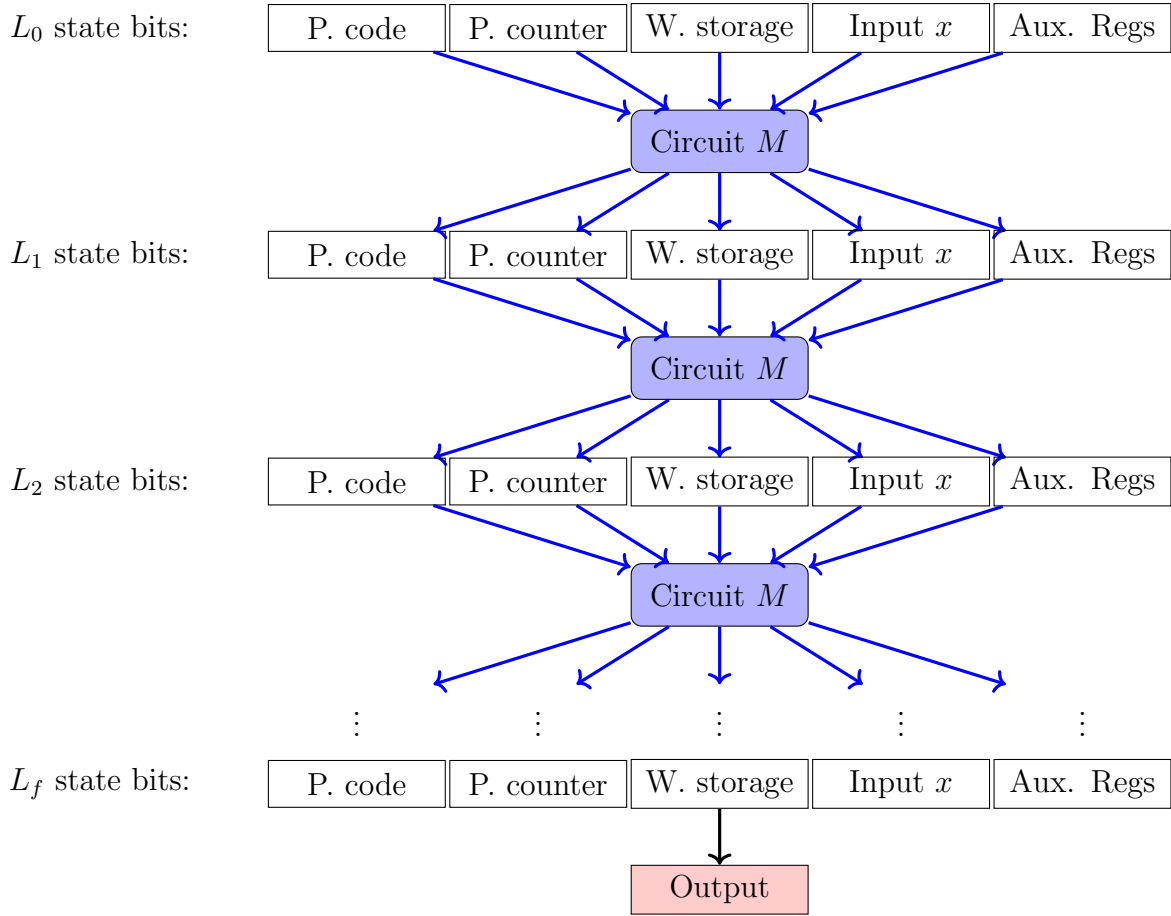 L₀ state bits: P. code P. counter W. storage Input x Aux. Regs
Circuit M
L₁ state bits: P. code P. counter W. storage Input x Aux. Regs
Circuit M
L₂ state bits: P. code P. counter W. storage Input x Aux. Regs
Circuit M
⋮ ⋮ ⋮ ⋮ ⋮
L_f state bits: P. code P. counter W. storage Input x Aux. Regs
Output